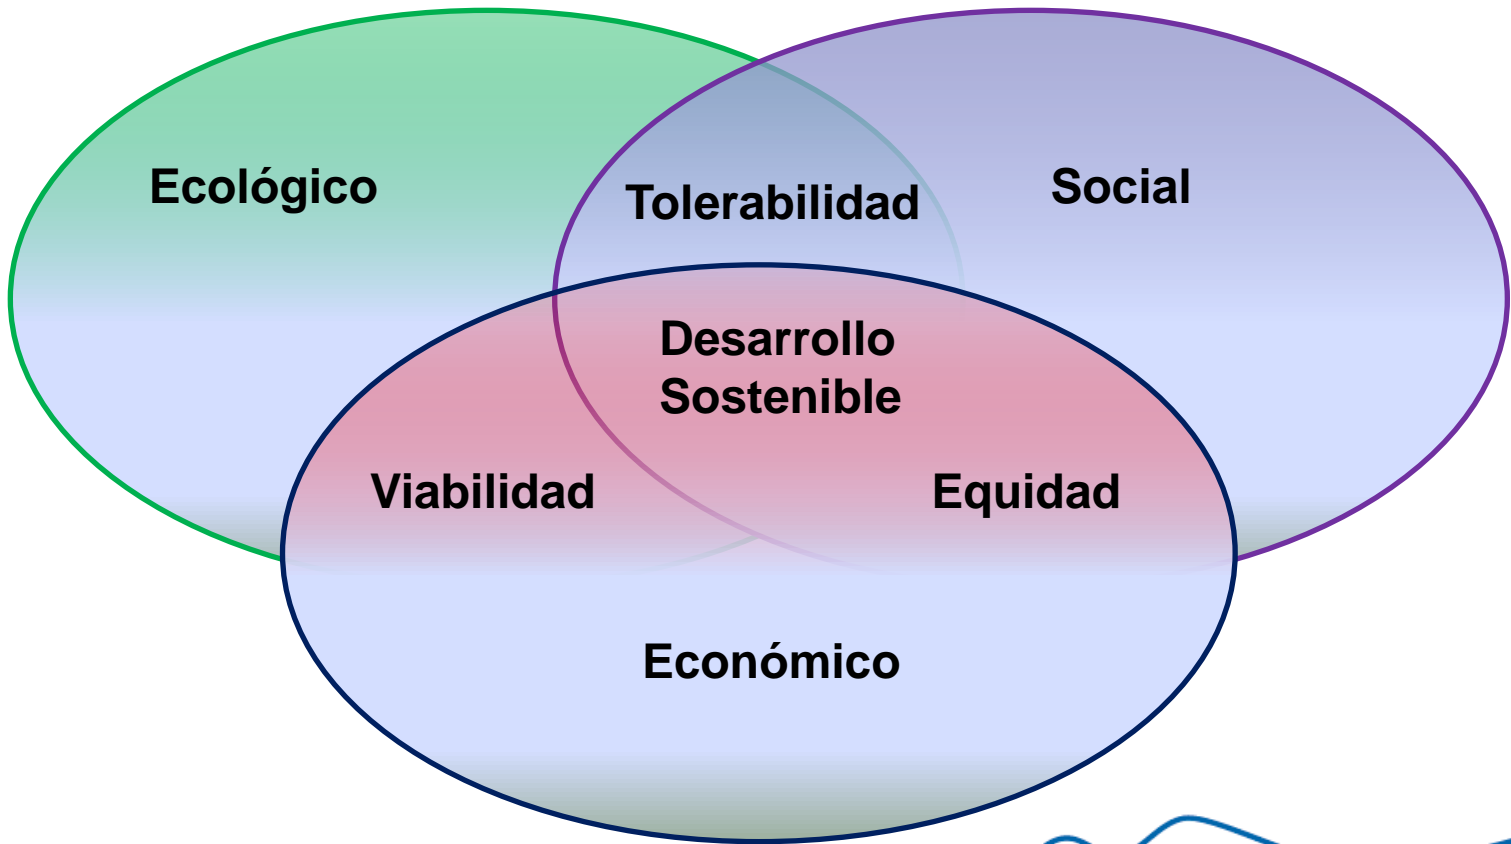 Ecológico
Tolerabilidad
Social
Desarrollo
Sostenible
Viabilidad
Equidad
Económico